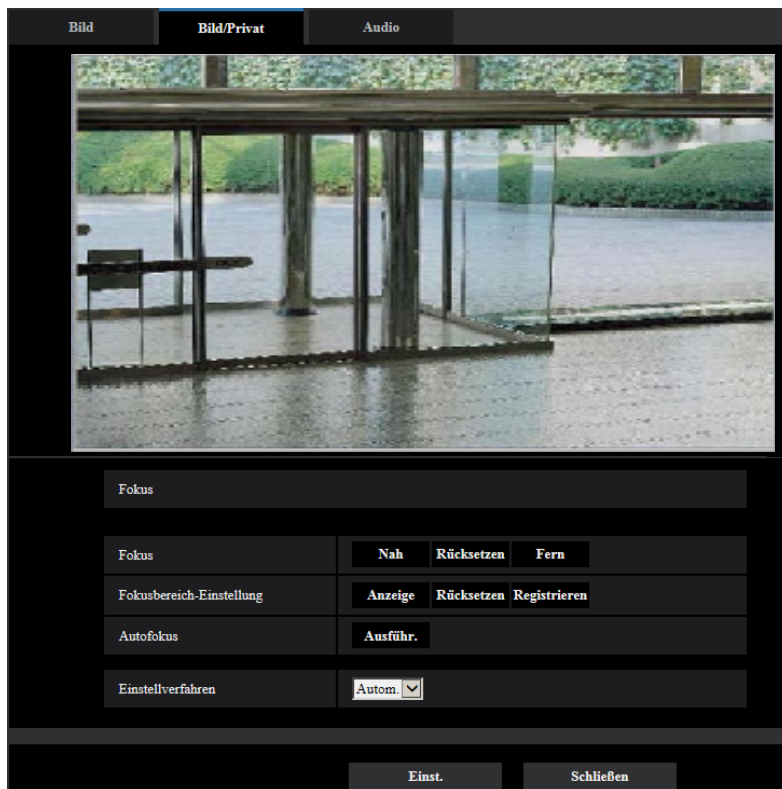 Bild Bild/Privat Audio
Fokus
Fokus Nah Rücksetzen Fern
Fokusbereich-Einstellung Anzeige Rücksetzen Registrieren
Autofokus Ausführ.
Einstellverfahren Autom.
Einst. Schließen